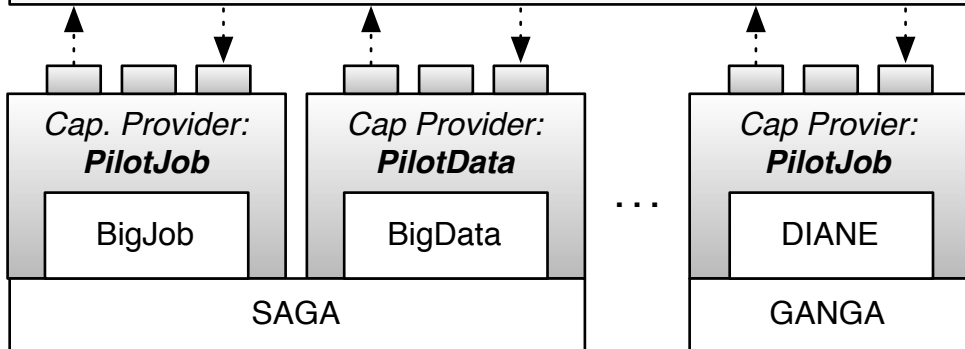 Cap. Provider:
PilotJob
BigJob
Cap Provider:
PilotData
BigData
. . .
Cap Provier:
PilotJob
DIANE
SAGA
GANGA